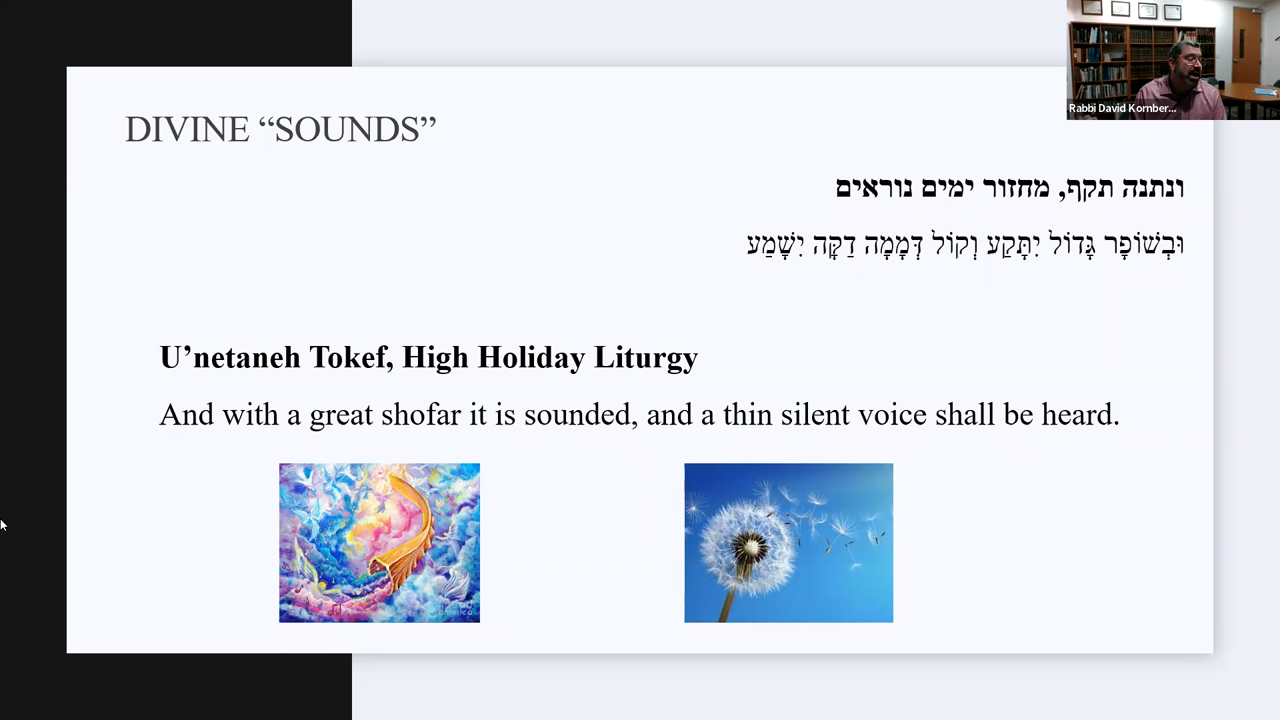 DIVINE “SOUNDS”
Rabbi David Kornber...
ונתנה תקף, מחזור ימים נוראים
וּבְשׁוֹפָר גָּדוֹל יִתָּקַע וְקוֹל דְּמָמָה דַקָּה יִשָּׁמַע
U’netaneh Tokef, High Holiday Liturgy
And with a great shofar it is sounded, and a thin silent voice shall be heard.